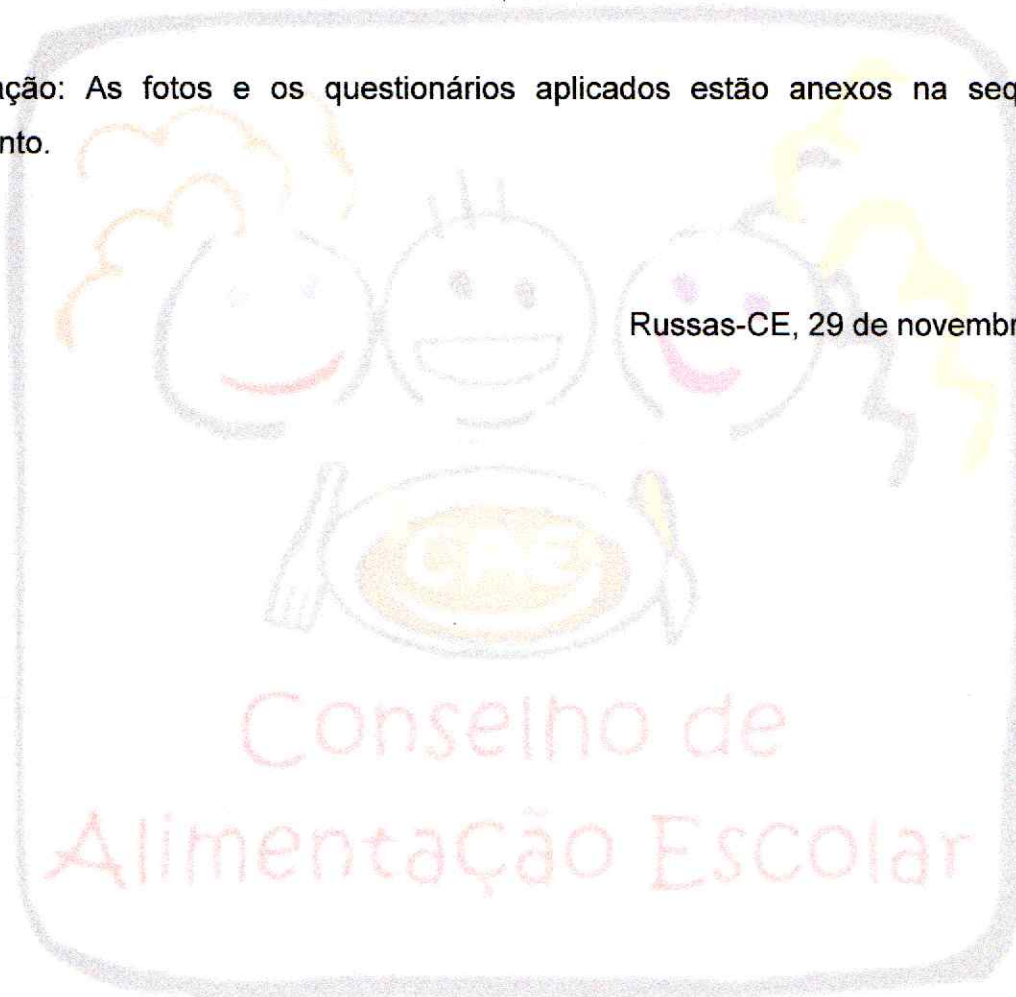 ação: As fotos e os questionários aplicados estão anexos na seq
nto.
Russas-CE, 29 de novembr
CAE
Conselho de
Alimentação Escolar